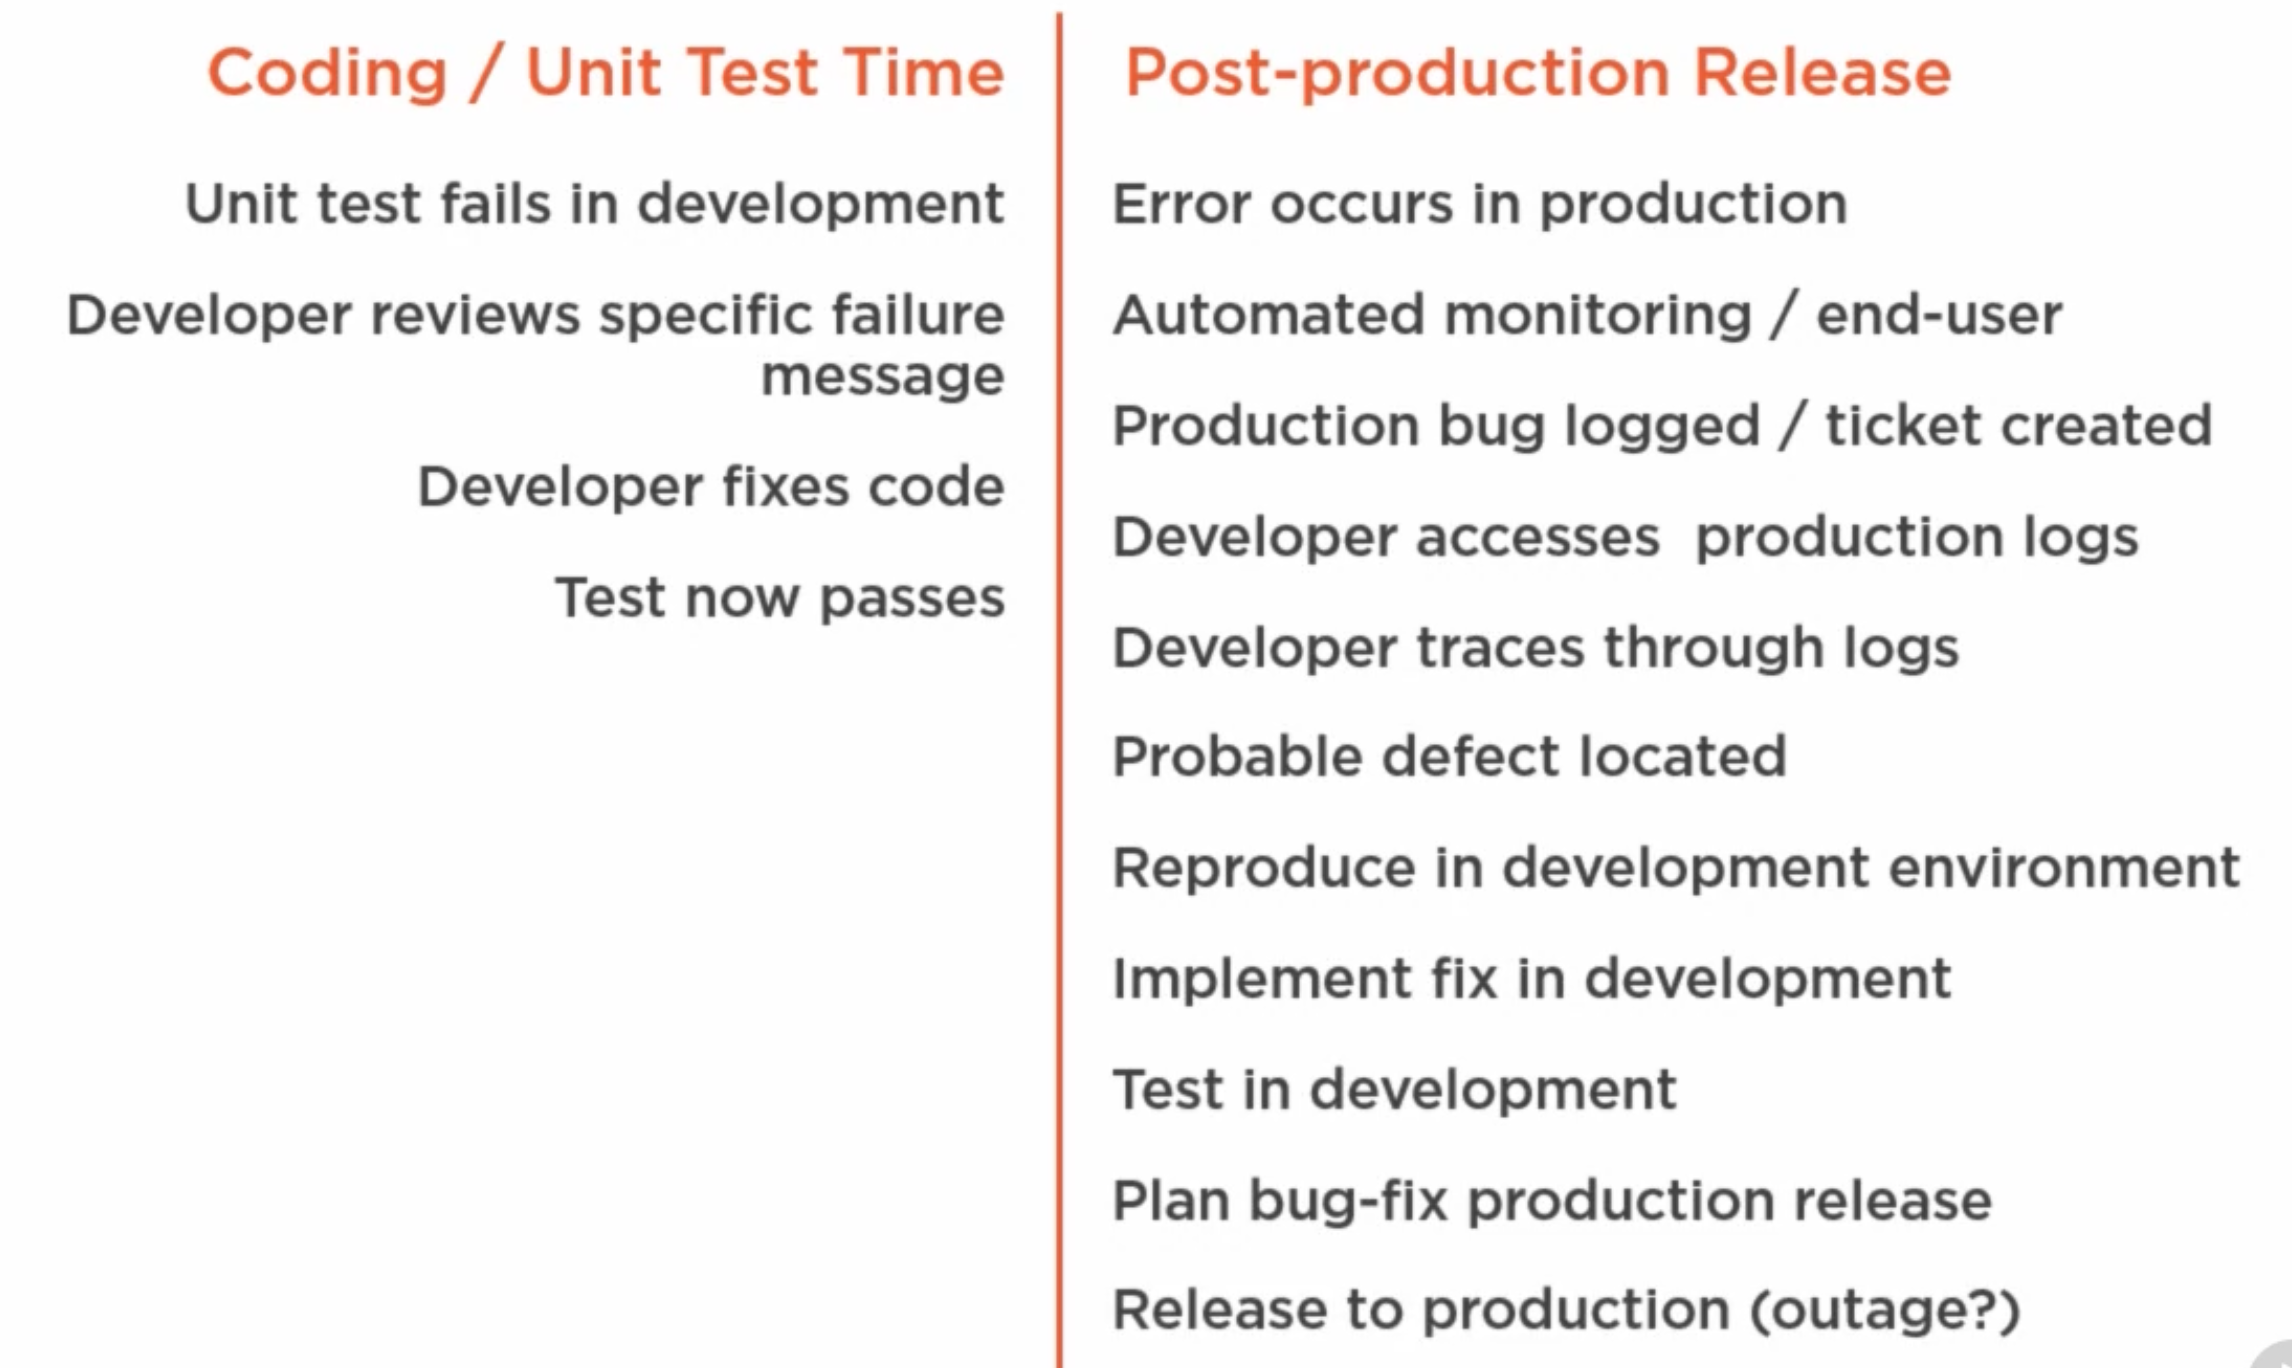 Coding / Unit Test Time
Unit test fails in development
Developer reviews specific failure
message
Developer fixes code
Test now passes
Post-production Release
Error occurs in production
Automated monitoring / end-user
Production bug logged / ticket created
Developer accesses  production logs
Developer traces through logs
Probable defect located
Reproduce in development environment
Implement fix in development
Test in development
Plan bug-fix production release
Release to production (outage?)